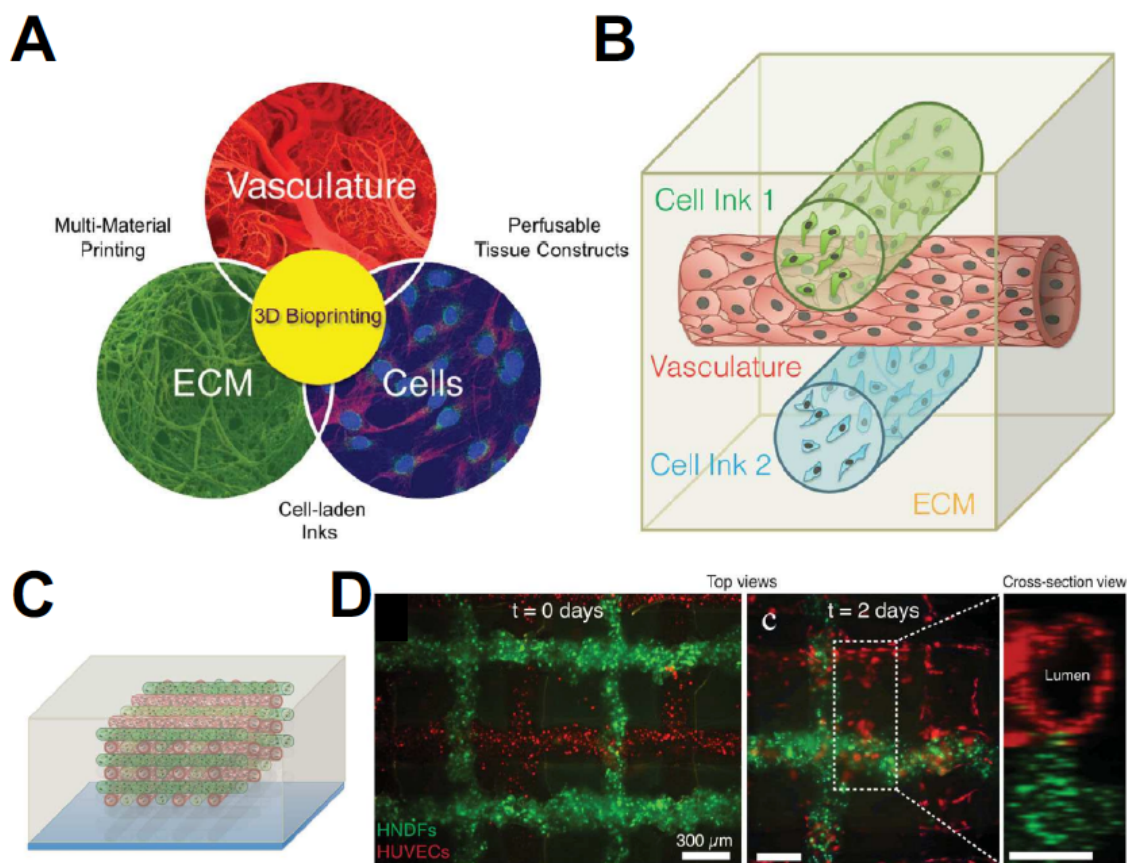 A
Vasculature
Multi-Material
Printing
Perfusable
Tissue Constructs
3D Bioprinting
ECM
Cells
Cell-laden
Inks
B
Cell Ink 1
Vasculature
Cell Ink 2
ECM
C
D
Top views
Cross-section view
t = 0 days
c
t = 2 days
Lumen
HNDFs
HUVECs
300 µm